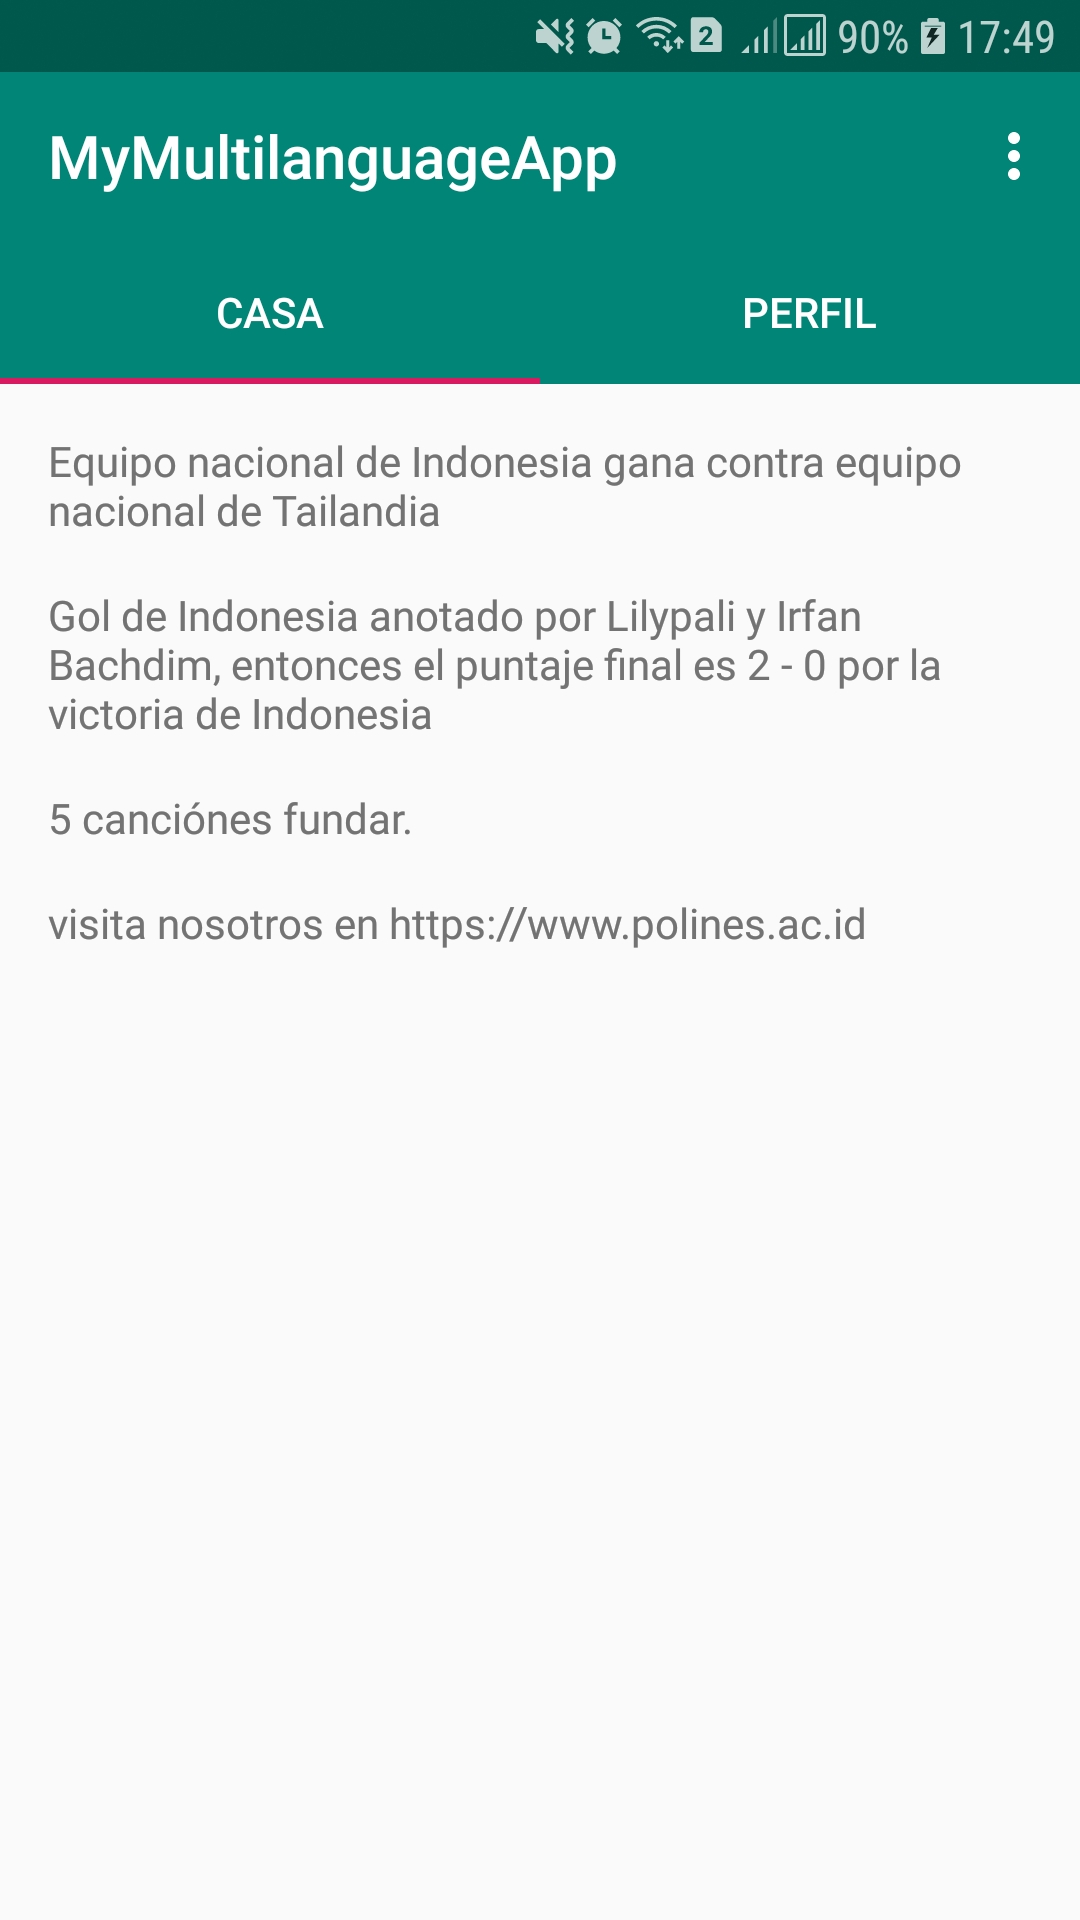 2 90% 17:49
MyMultilanguageApp
CASA PERFIL
Equipo nacional de Indonesia gana contra equipo
nacional de Tailandia
Gol de Indonesia anotado por Lilypali y Irfan
Bachdim, entonces el puntaje final es 2 - 0 por la
victoria de Indonesia
5 canciónes fundar.
visita nosotros en https://www.polines.ac.id